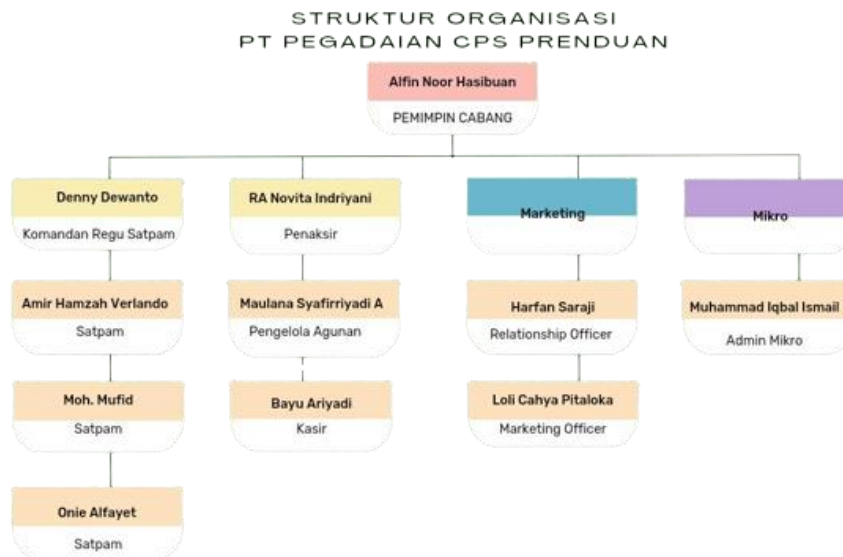 STRUKTUR ORGANISASI
PT PEGADAIAN CPS PRENDUAN
Alfin Noor Hasibuan
PEMIMPIN CABANG
Denny Dewanto
Komandan Regu Satpam
RA Novita Indriyani
Penaksir
Marketing
Mikro
Amir Hamzah Verlando
Satpam
Maulana Syafirriyadi A
Pengelola Agunan
Harfan Saraji
Relationship Officer
Muhammad Iqbal Ismail
Admin Mikro
Moh. Mufid
Satpam
Bayu Ariyadi
Kasir
Loli Cahya Pitaloka
Marketing Officer
Onie Alfayet
Satpam